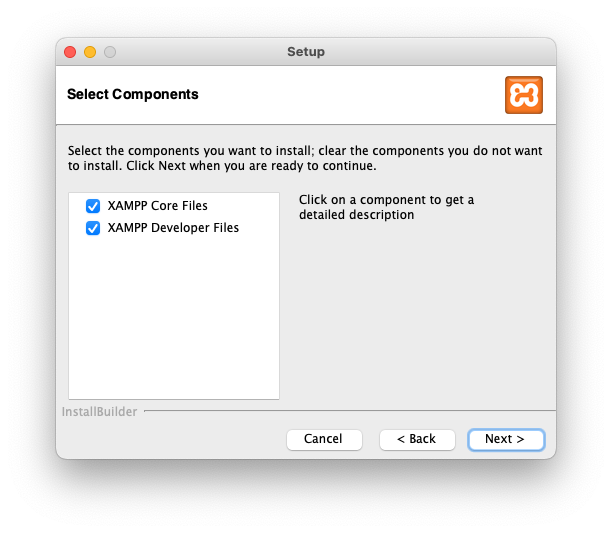 Setup
Select Components
Select the components you want to install; clear the components you do not want
to install. Click Next when you are ready to continue.
XAMPP Core Files
XAMPP Developer Files
Click on a component to get a
detailed description
InstallBuilder
Cancel
< Back
Next >